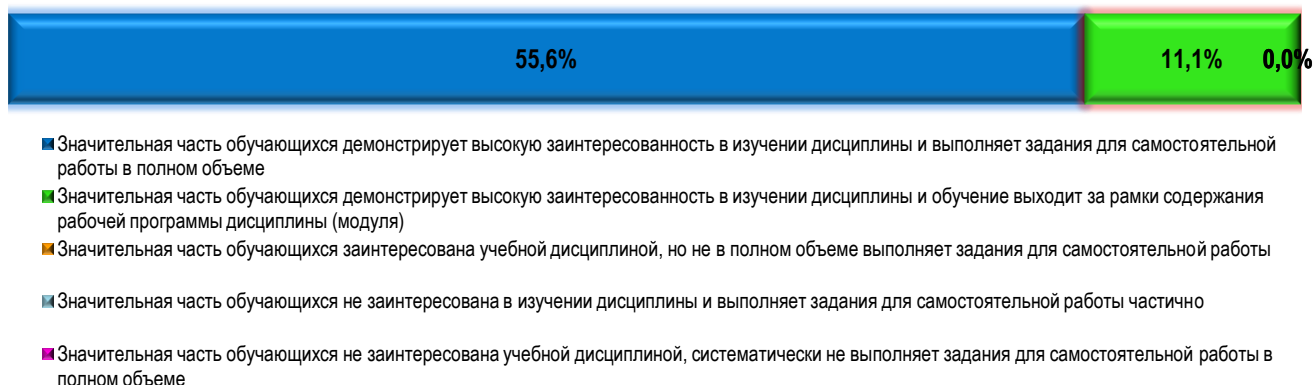 55,6% 11,1% 0,0%
Значительная часть обучающихся демонстрирует высокую заинтересованность в изучении дисциплины и выполняет задания для самостоятельной
работы в полном объеме
Значительная часть обучающихся демонстрирует высокую заинтересованность в изучении дисциплины и обучение выходит за рамки содержания
рабочей программы дисциплины (модуля)
Значительная часть обучающихся заинтересована учебной дисциплиной, но не в полном объеме выполняет задания для самостоятельной работы
Значительная часть обучающихся не заинтересована в изучении дисциплины и выполняет задания для самостоятельной работы частично
Значительная часть обучающихся не заинтересована учебной дисциплиной, систематически не выполняет задания для самостоятельной работы в
полном объеме